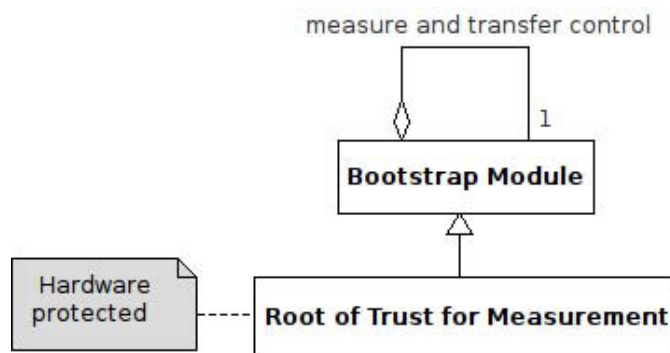 measure and transfer control
1
Bootstrap Module
Hardware
protected
Root of Trust for Measurement